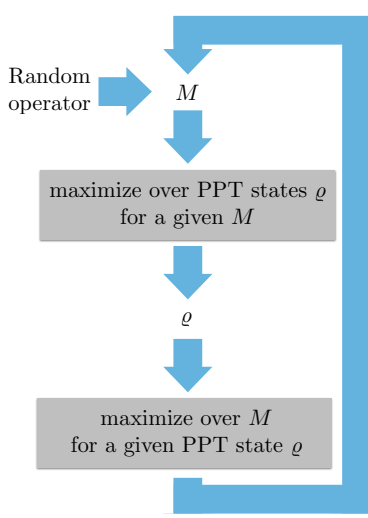 Random
operator
M
maximize over PPT states ϱ
for a given M
ϱ
maximize over M
for a given PPT state ϱ